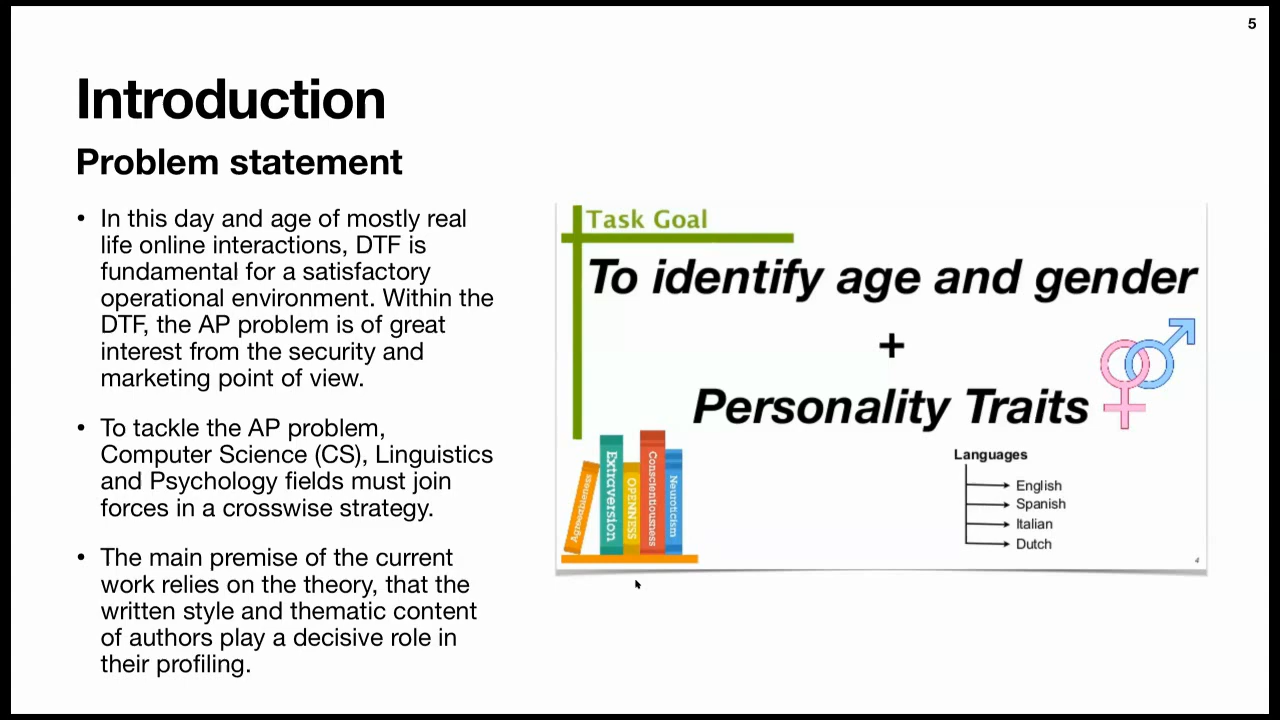 5
Introduction
Problem statement
• In this day and age of mostly real
life online interactions, DTF is
fundamental for a satisfactory
operational environment. Within the
DTF, the AP problem is of great
interest from the security and
marketing point of view.
• To tackle the AP problem,
Computer Science (CS), Linguistics
and Psychology fields must join
forces in a crosswise strategy.
• The main premise of the current
work relies on the theory, that the
written style and thematic content
of authors play a decisive role in
their profiling.
Task Goal
To identify age and gender
+
Personality Traits
Agreeableness
Extraversion
OPENNESS
Conscientiousness
Neuroticism
Languages
English
Spanish
Italian
Dutch
4